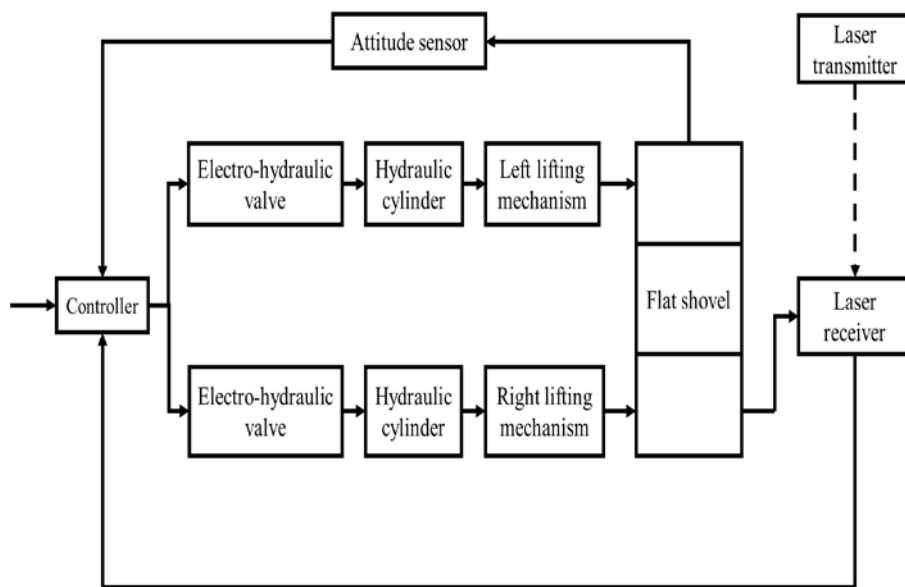 Attitude sensor
Laser
transmitter
Electro-hydraulic
valve
Hydraulic
cylinder
Left lifting
mechanism
Controller
Flat shovel
Laser
receiver
Electro-hydraulic
valve
Hydraulic
cylinder
Right lifting
mechanism